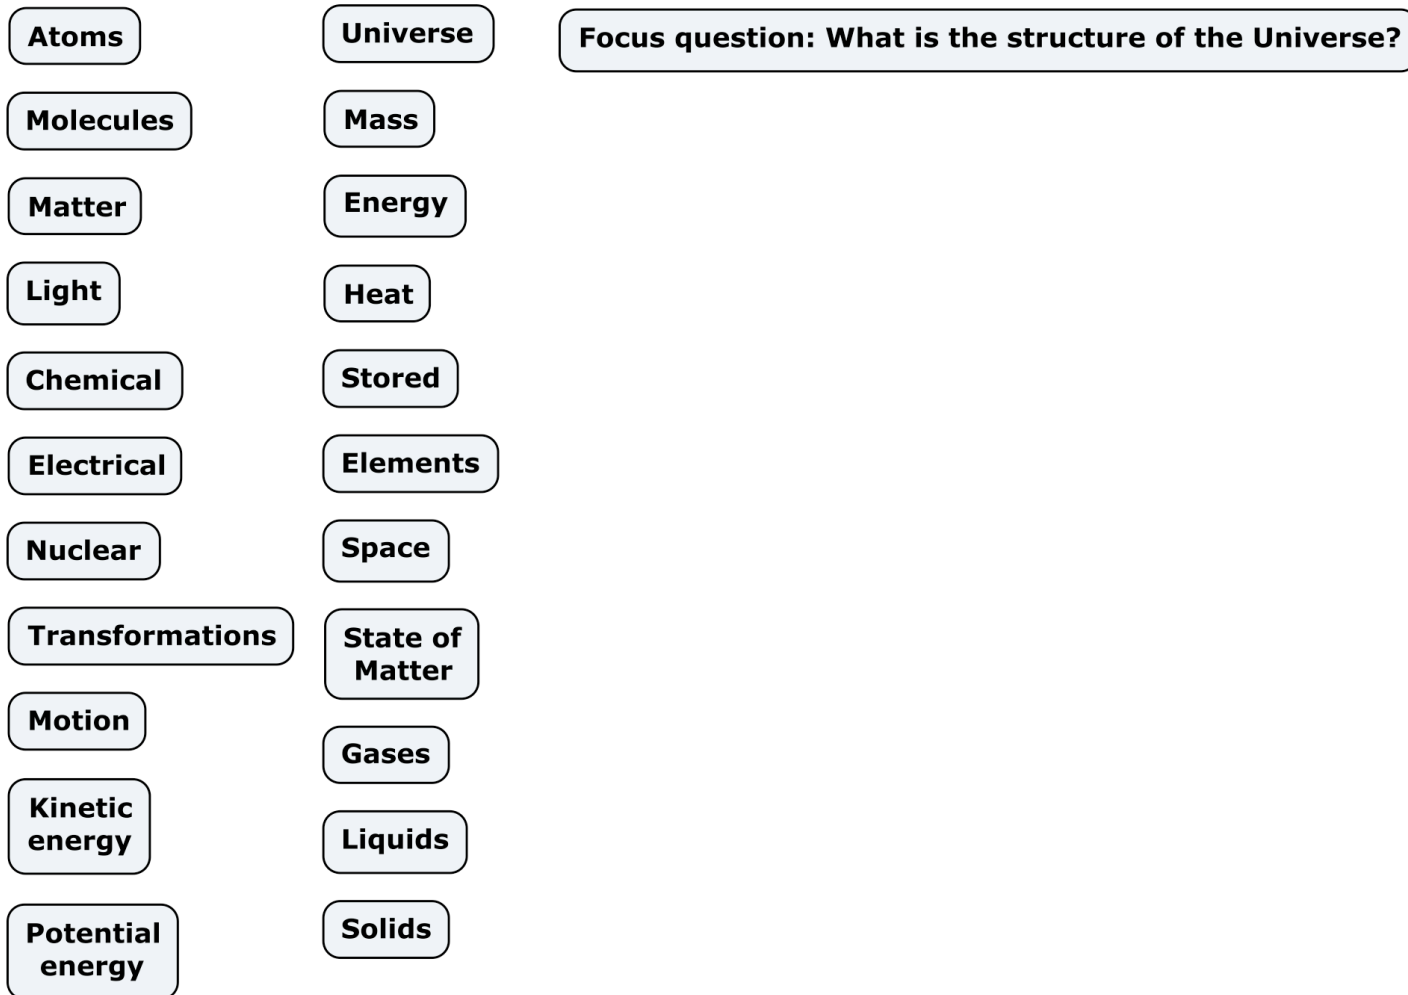 Atoms
Molecules
Matter
Light
Chemical
Electrical
Nuclear
Transformations
Motion
Kinetic
energy
Potential
energy
Universe
Mass
Energy
Heat
Stored
Elements
Space
State of
Matter
Gases
Liquids
Solids
Focus question: What is the structure of the Universe?